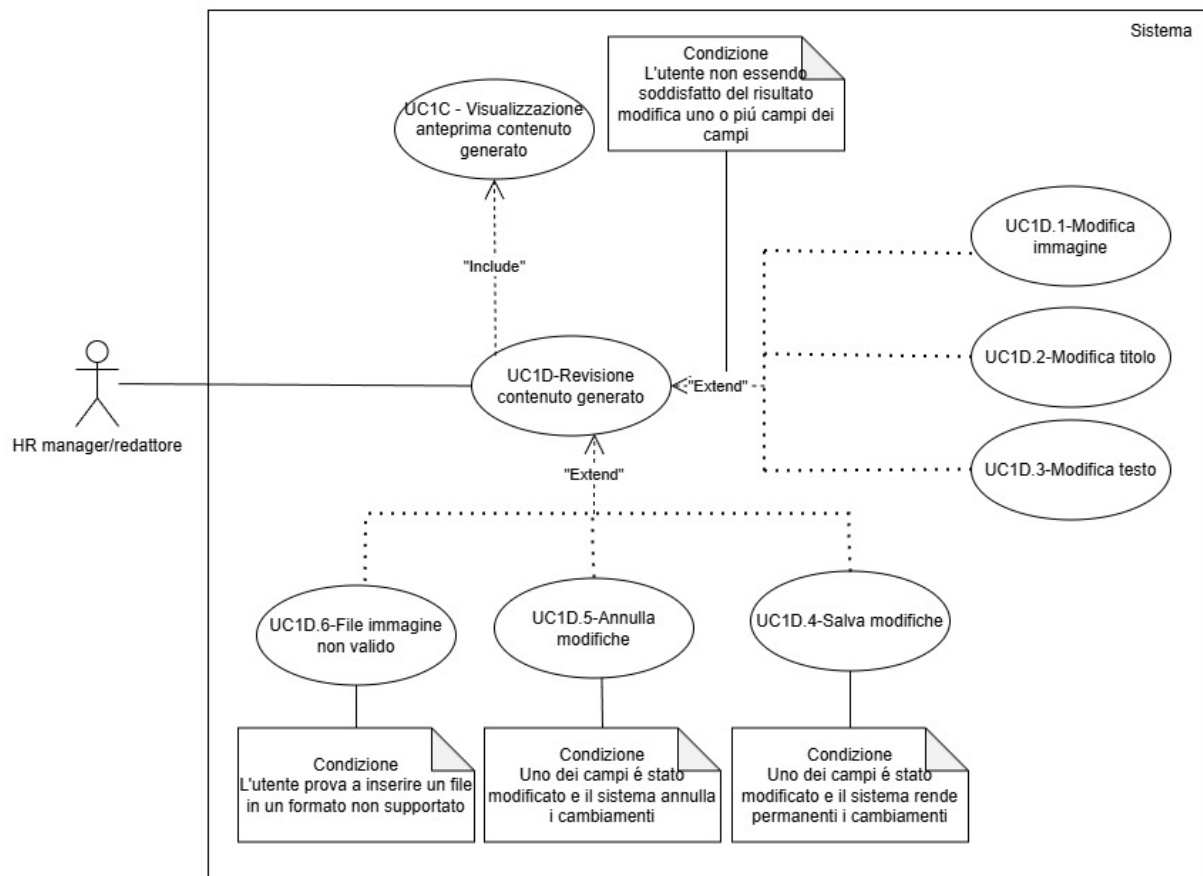 Sistema
Condizione
L'utente non essendo
soddisfatto del risultato
modifica uno o piú campi dei
campi
UC1C - Visualizzazione
anteprima contenuto
generato
UC1D.1-Modifica
immagine
"Include"
UC1D.2-Modifica titolo
UC1D-Revisione
contenuto generato
"Extend"
HR manager/redattore
UC1D.3-Modifica testo
"Extend"
UC1D.6-File immagine
non valido
UC1D.5-Annulla
modifiche
UC1D.4-Salva modifiche
Condizione
L'utente prova a inserire un file
in un formato non supportato
Condizione
Uno dei campi é stato
modificato e il sistema annulla
i cambiamenti
Condizione
Uno dei campi é stato
modificato e il sistema rende
permanenti i cambiamenti